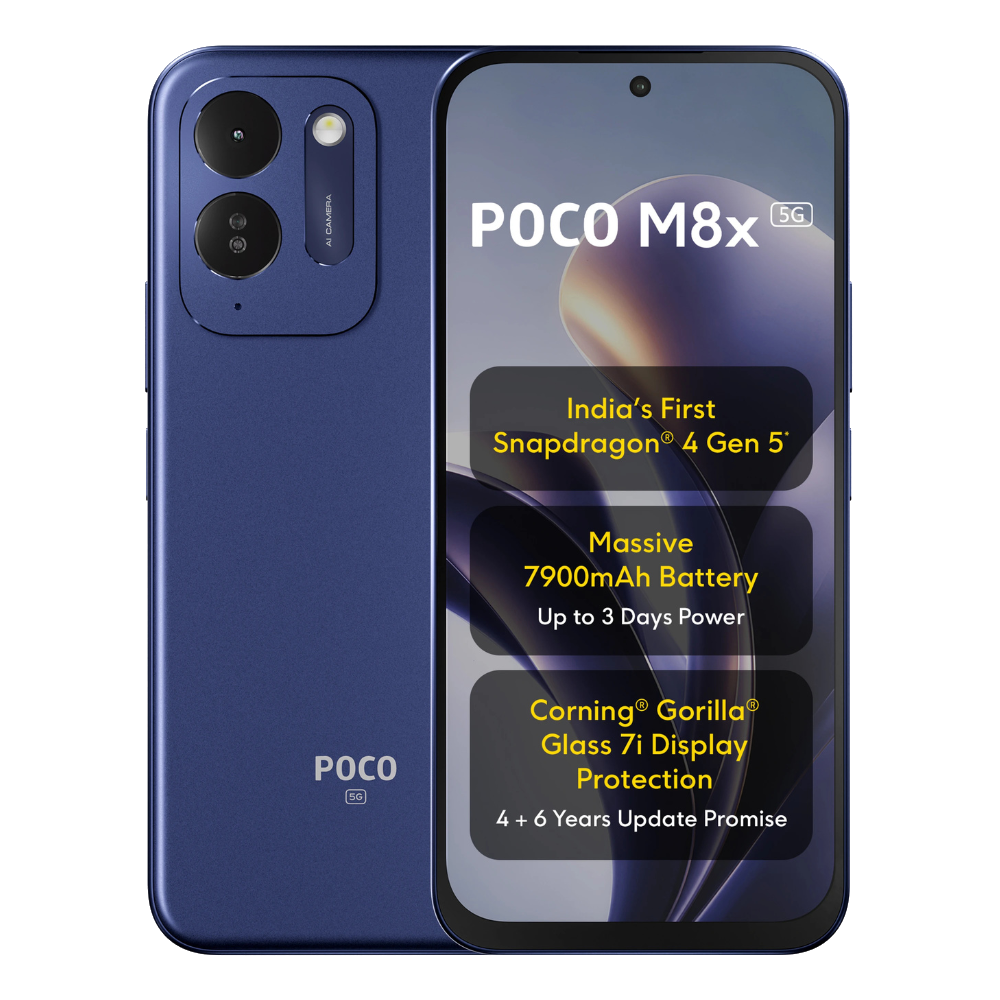 AI CAMERA
POCO
5G
POCO M8x 5G
India's First
Snapdragon® 4 Gen 5*
Massive
7900mAh Battery
Up to 3 Days Power
Corning® Gorilla®
Glass 7i Display
Protection
4 + 6 Years Update Promise